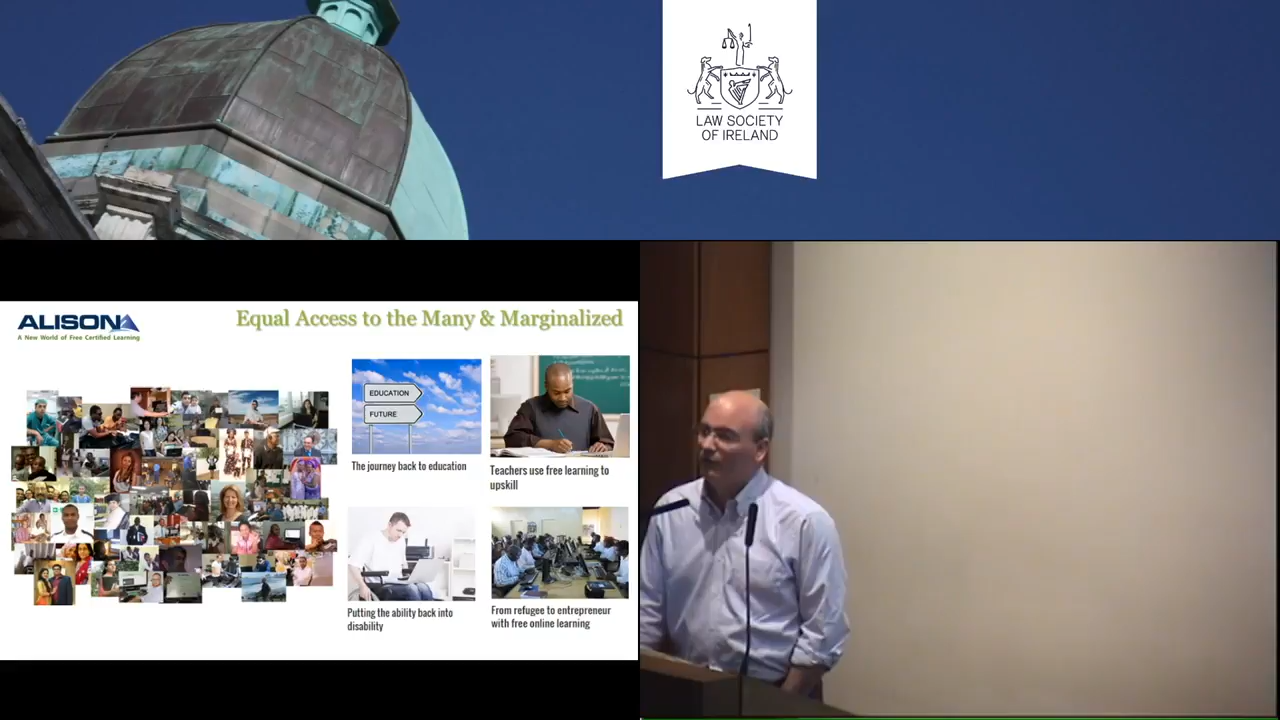 LAW SOCIETY
OF IRELAND
ALISON
A New World of Free Certified Learning
Equal Access to the Many & Marginalized
EDUCATION
FUTURE
The journey back to education
Teachers use free learning to
upskill
Putting the ability back into
disability
From refugee to entrepreneur
with free online learning